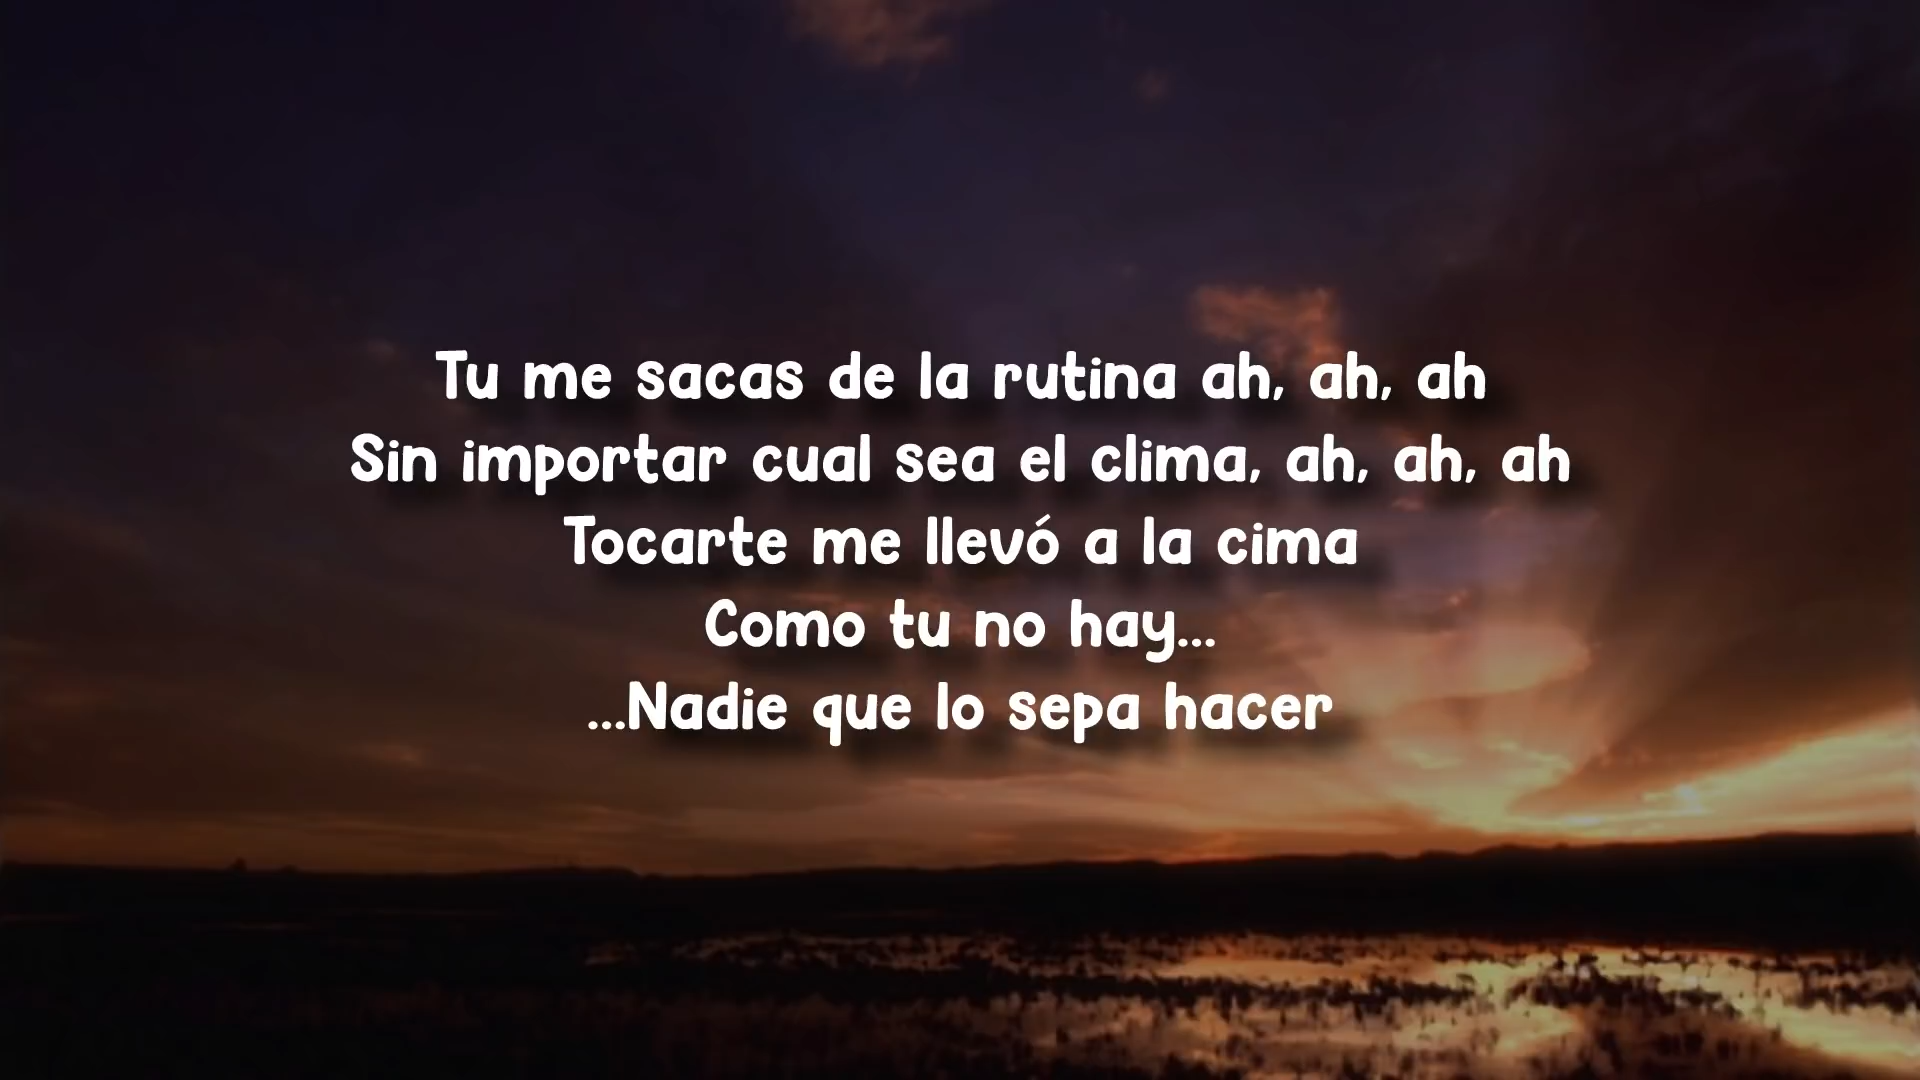 Tu me sacas de la rutina ah, ah, ah
Sin importar cual sea el clima, ah, ah, ah
Tocarte me llevó a la cima
Como tu no hay...
...Nadie que lo sepa hacer